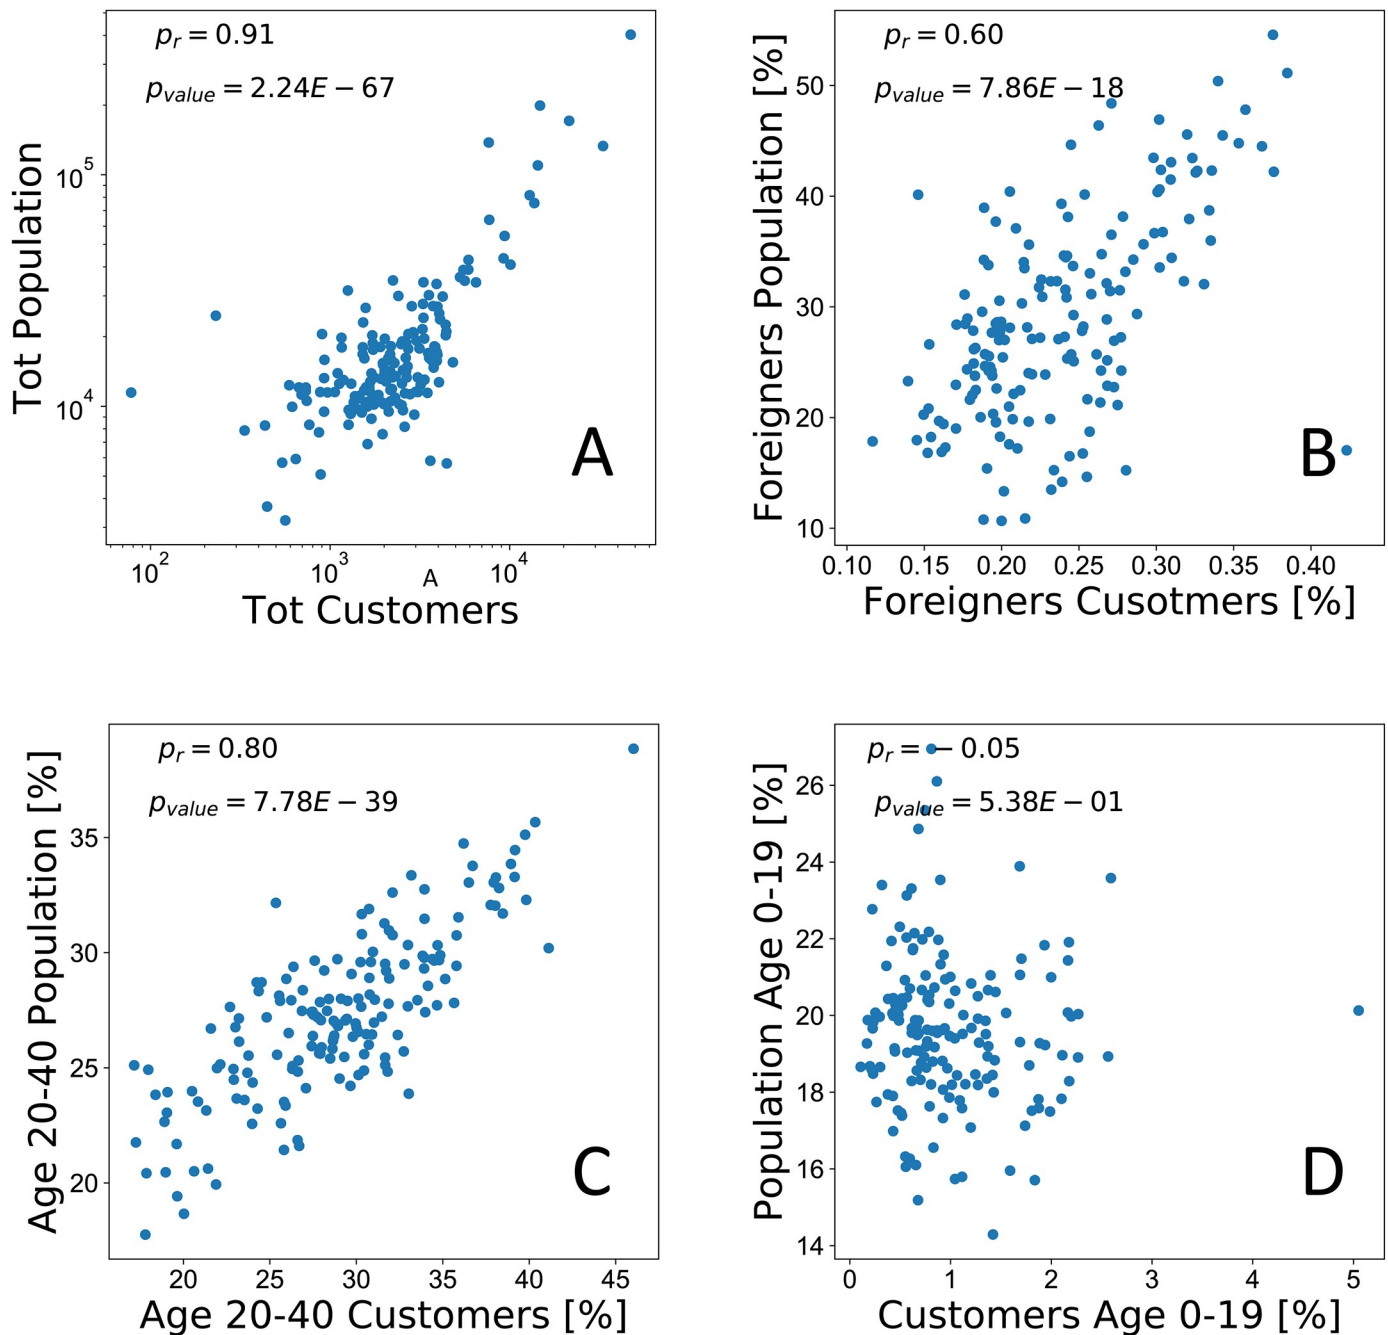 p_r = 0.91
p_value = 2.24E − 67
Tot Population
10^5
10^4
A
10^2
10^3
10^4
A
Tot Customers
p_r = 0.60
p_value = 7.86E − 18
Foreigners Population [%]
50
40
30
20
10
B
0.10 0.15 0.20 0.25 0.30 0.35 0.40
Foreigners Cusotmers [%]
p_r = 0.80
p_value = 7.78E − 39
Age 20-40 Population [%]
35
30
25
20
C
20 25 30 35 40 45
Age 20-40 Customers [%]
p_r = − 0.05
p_value = 5.38E − 01
Population Age 0-19 [%]
26
24
22
20
18
16
14
D
0 1 2 3 4 5
Customers Age 0-19 [%]